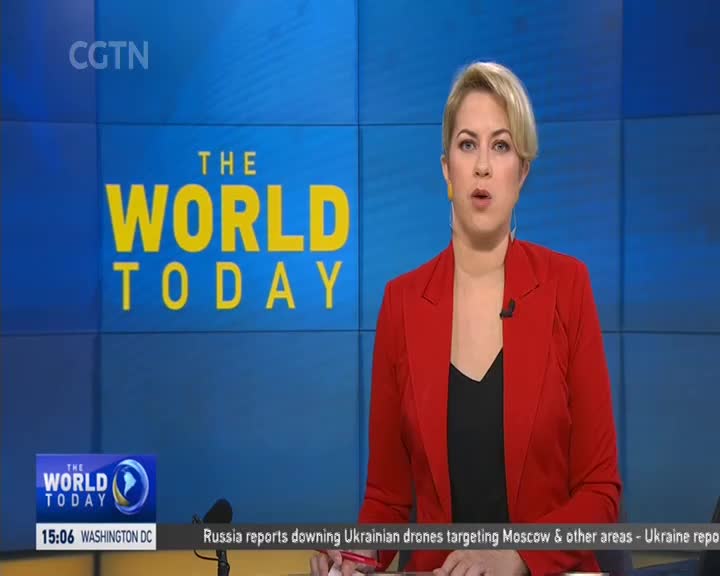 CGTN
THE
WORLD
TODAY
THE
WORLD
TODAY
15:06 WASHINGTON DC
Russia reports downing Ukrainian drones targeting Moscow & other areas - Ukraine repo